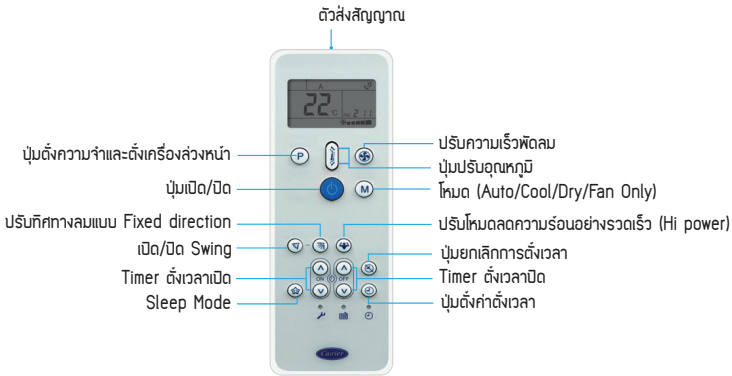 ตัวส่งสัญญาณ
A
22 °C
ปรับความเร็วพัดลม
ปุ่มตั้งความจำและตั้งเครื่องล่วงหน้า
P
ปุ่มปรับอุณหภูมิ
ปุ่มเปิด/ปิด
M
โหมด (Auto/Cool/Dry/Fan Only)
ปรับทิศทางลมแบบ Fixed direction
ปรับโหมดลดความร้อนอย่างรวดเร็ว (Hi power)
เปิด/ปิด Swing
ปุ่มยกเลิกการตั้งเวลา
Timer ตั้งเวลาเปิด
ON
OFF
Timer ตั้งเวลาปิด
Sleep Mode
ปุ่มตั้งค่าตั้งเวลา
Carrier